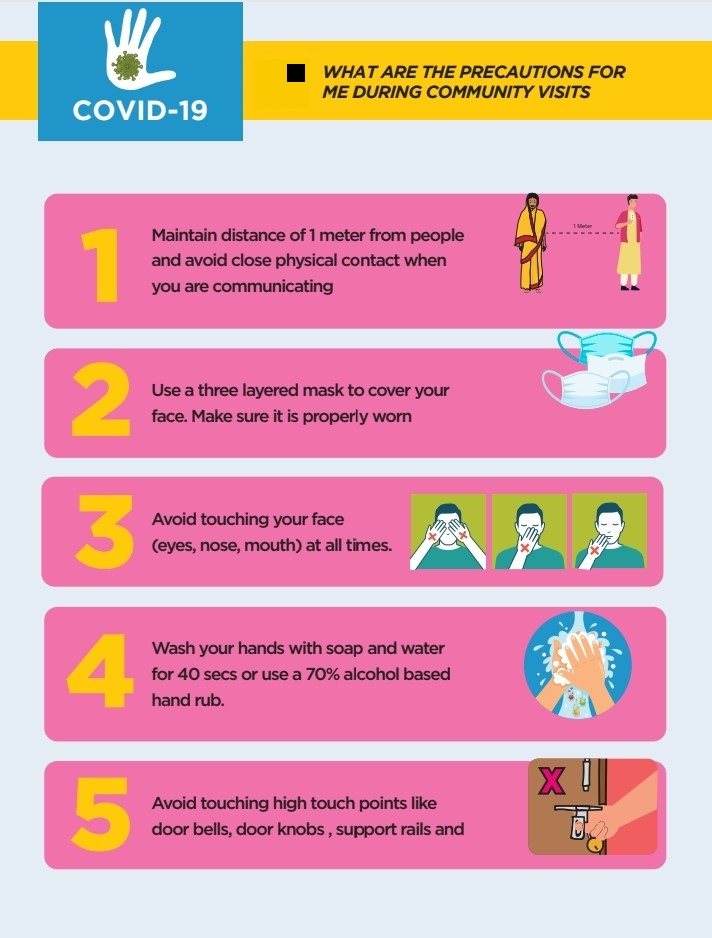 COVID-19
WHAT ARE THE PRECAUTIONS FOR
ME DURING COMMUNITY VISITS
1
Maintain distance of 1 meter from people
and avoid close physical contact when
you are communicating
1 Meter
2
Use a three layered mask to cover your
face. Make sure it is properly worn
3
Avoid touching your face
(eyes, nose, mouth) at all times.
4
Wash your hands with soap and water
for 40 secs or use a 70% alcohol based
hand rub.
5
Avoid touching high touch points like
door bells, door knobs , support rails and
X